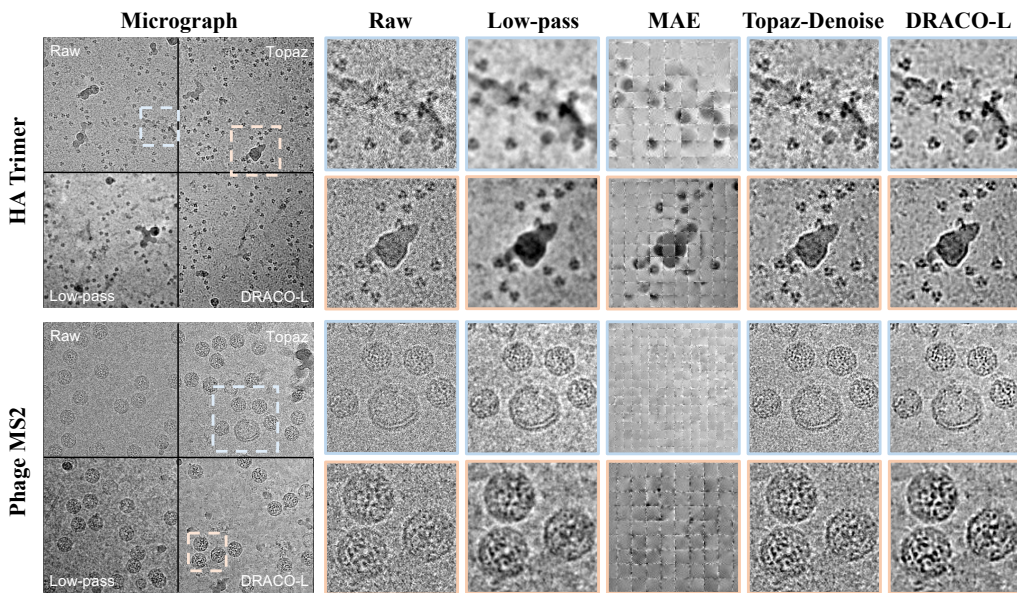 Micrograph Raw Low-pass MAE Topaz-Denoise DRACO-L
HA Trimer
Raw Topaz
Low-pass DRACO-L
Phage MS2
Raw Topaz
Low-pass DRACO-L